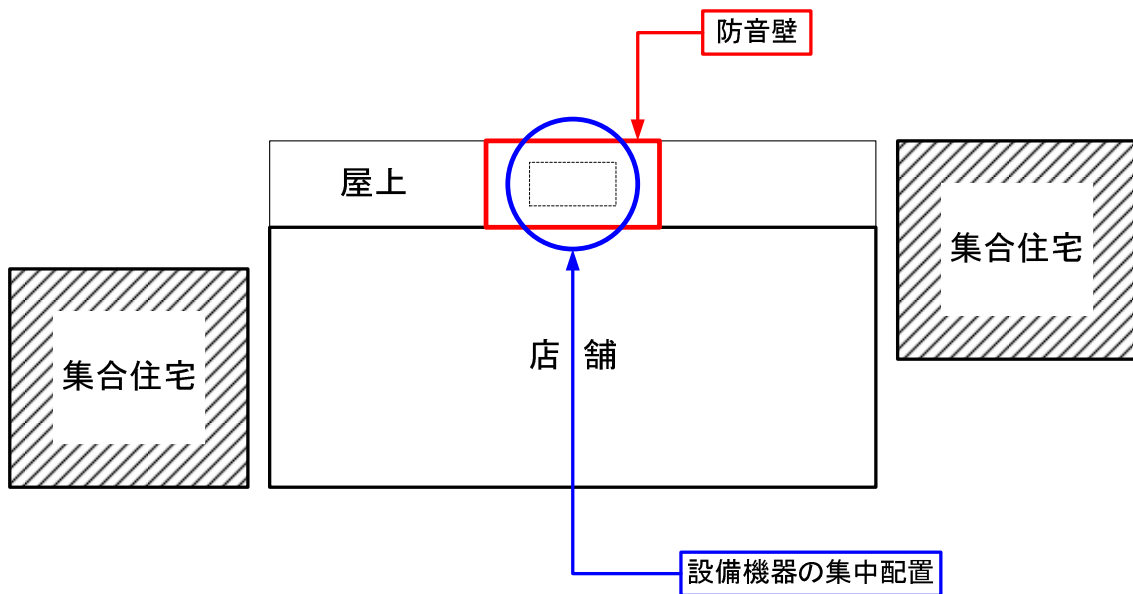 防音壁
屋上
集合住宅
店舗
集合住宅
設備機器の集中配置